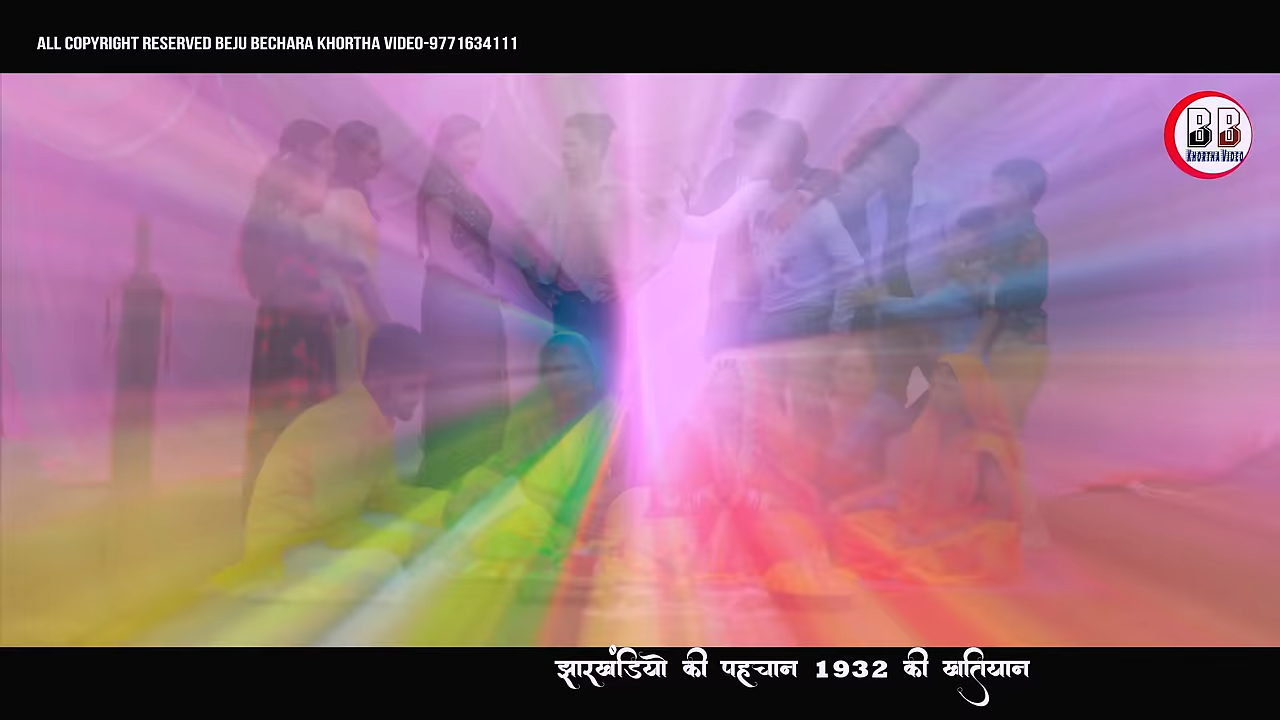 ALL COPYRIGHT RESERVED BEJU BECHARA KHORTHA VIDEO-9771634111
BB
KHORTHA VIDEO
झारखंडियो की पहचान 1932 की खतियान